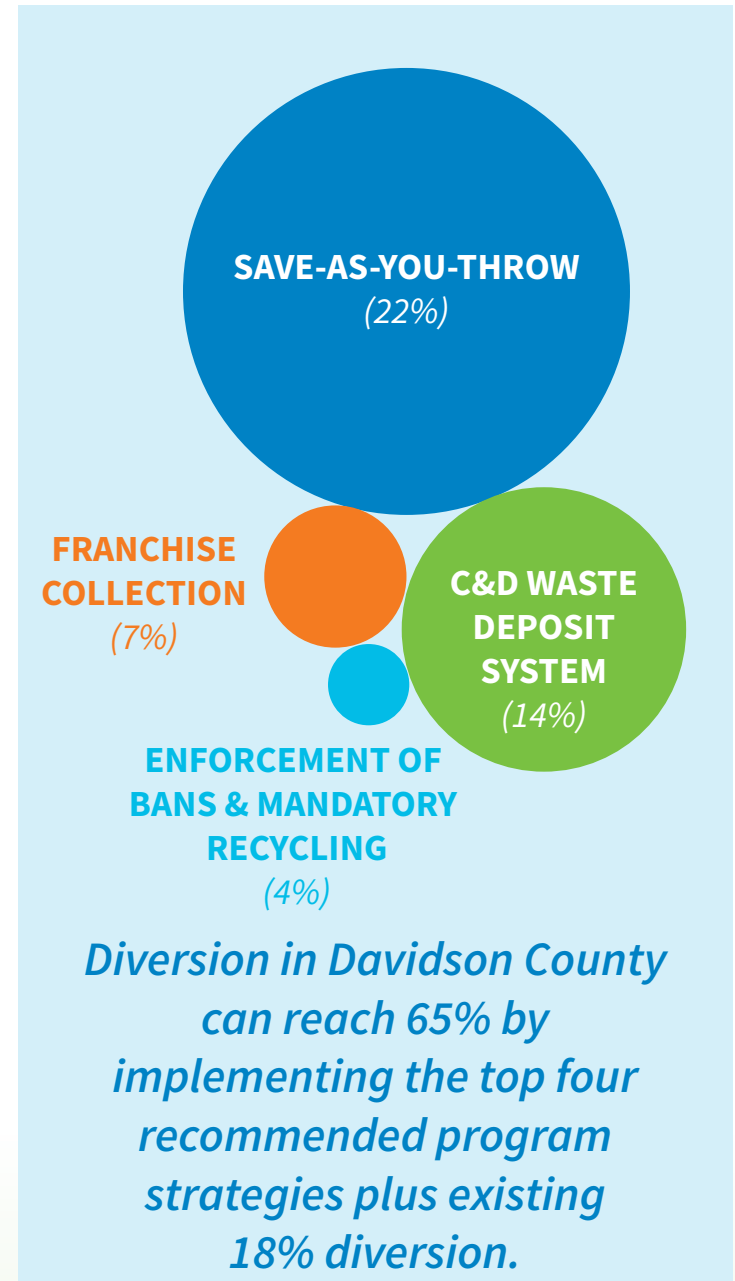 SAVE-AS-YOU-THROW
(22%)
FRANCHISE
COLLECTION
(7%)
C&D WASTE
DEPOSIT
SYSTEM
(14%)
ENFORCEMENT OF
BANS & MANDATORY
RECYCLING
(4%)
Diversion in Davidson County
can reach 65% by
implementing the top four
recommended program
strategies plus existing
18% diversion.